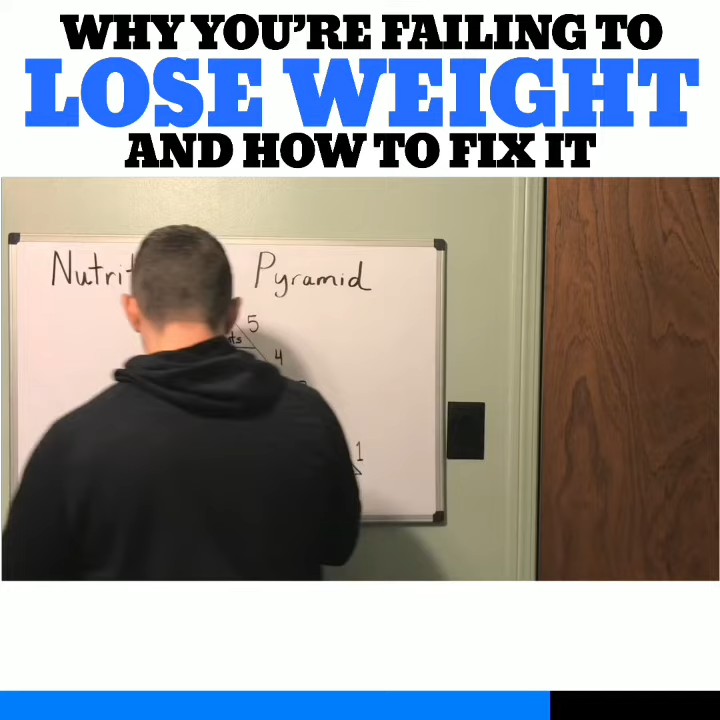 WHY YOU'RE FAILING TO
LOSE WEIGHT
AND HOW TO FIX IT
Pyramid
5
4
1